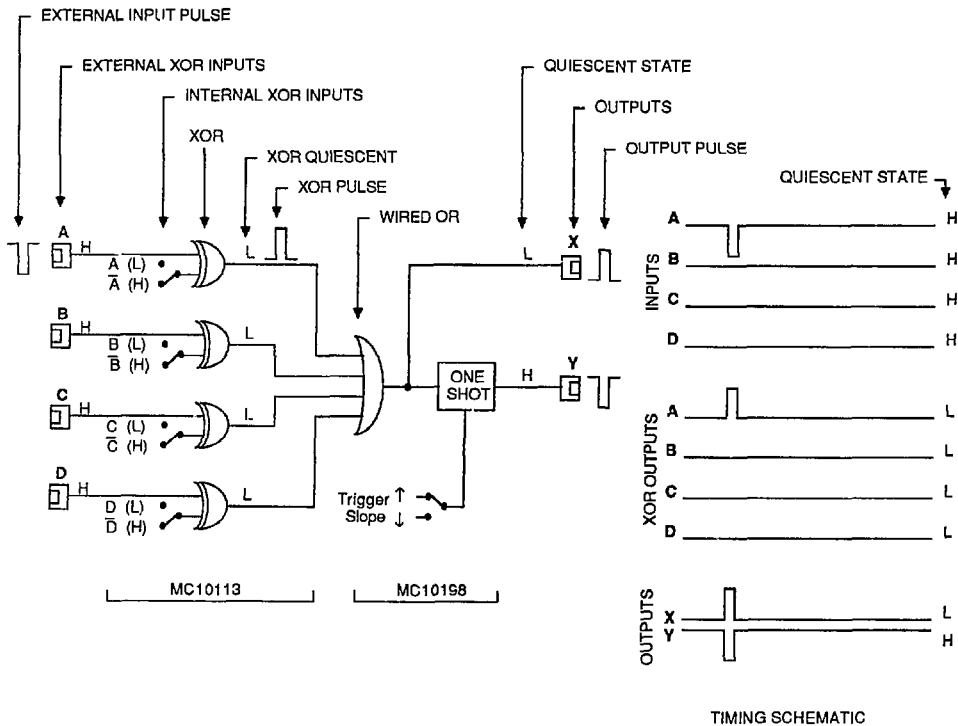 EXTERNAL INPUT PULSE
EXTERNAL XOR INPUTS
INTERNAL XOR INPUTS
XOR
XOR QUIESCENT
XOR PULSE
WIRED OR
QUIESCENT STATE
OUTPUTS
OUTPUT PULSE
A
H
A (L)
A̅ (H)
L
B
H
B (L)
B̅ (H)
L
C
H
C (L)
C̅ (H)
L
D
H
D (L)
D̅ (H)
L
L
X
ONE
SHOT
H
Y
Trigger ↑
Slope ↓
MC10113
MC10198
QUIESCENT STATE
INPUTS
A H
B H
C H
D H
XOR OUTPUTS
A L
B L
C L
D L
OUTPUTS
X L
Y H
TIMING SCHEMATIC